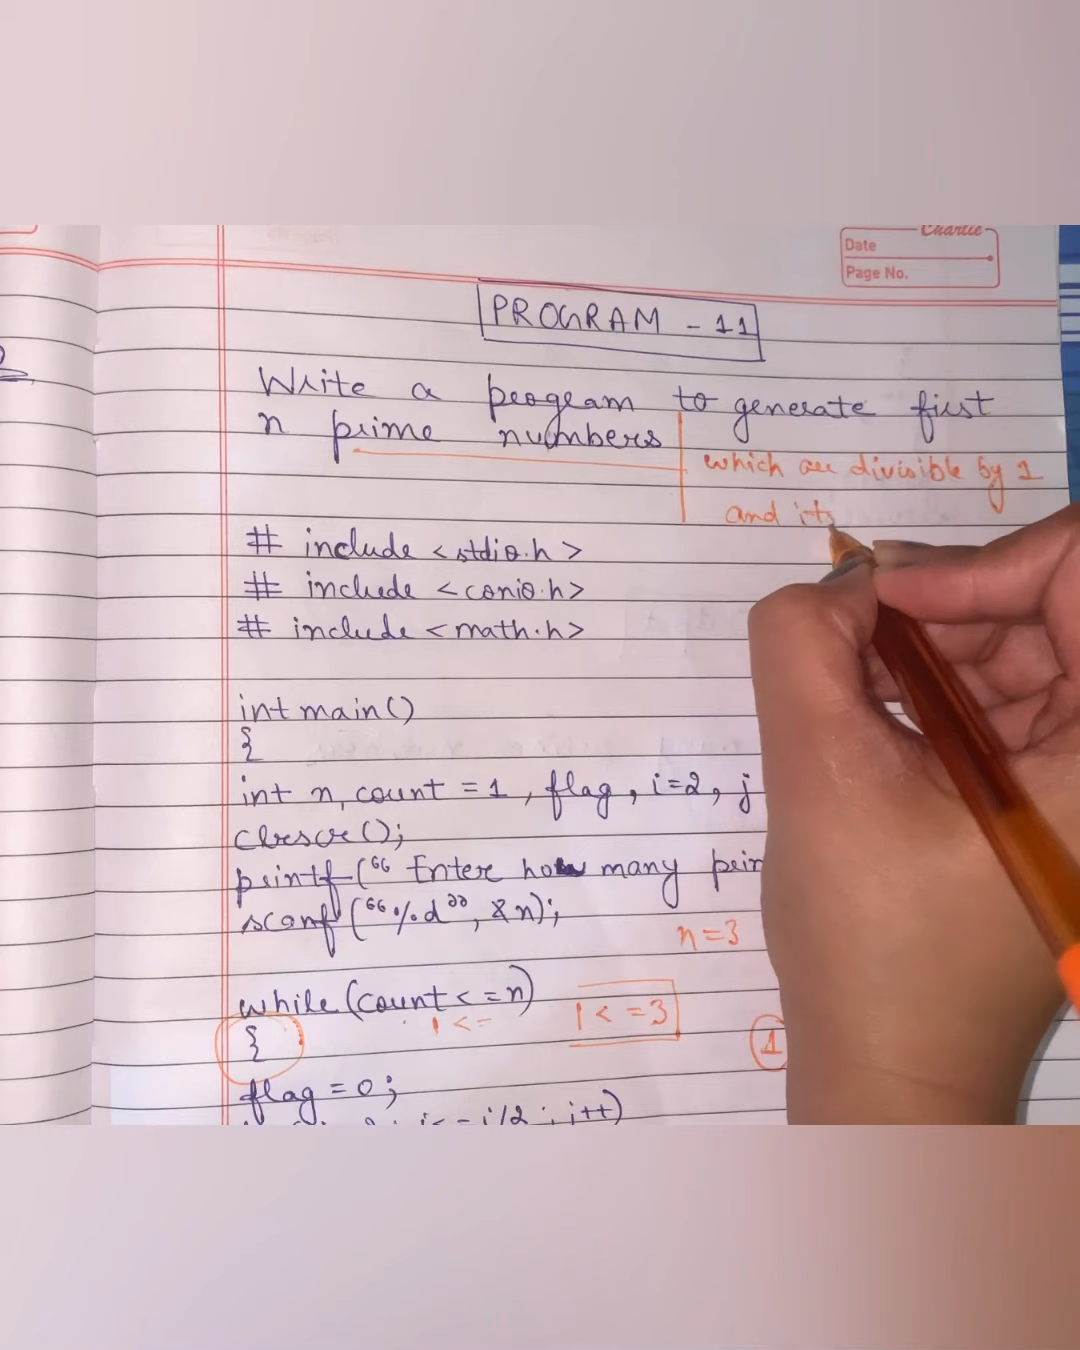 Charlie
Date
Page No.
PROGRAM - 11
Write a program to generate first
n prime numbers
which are divisible by 1
and its
# include <stdio.h>
# include <conio.h>
# include <math.h>
int main()
{
int n, count = 1, flag, i=2, j
clrscr();
printf(“ Enter how many prim
scanf(“%d”, &n);
n=3
while(count<=n)
1 <=
1<=3
1
{
flag = 0;